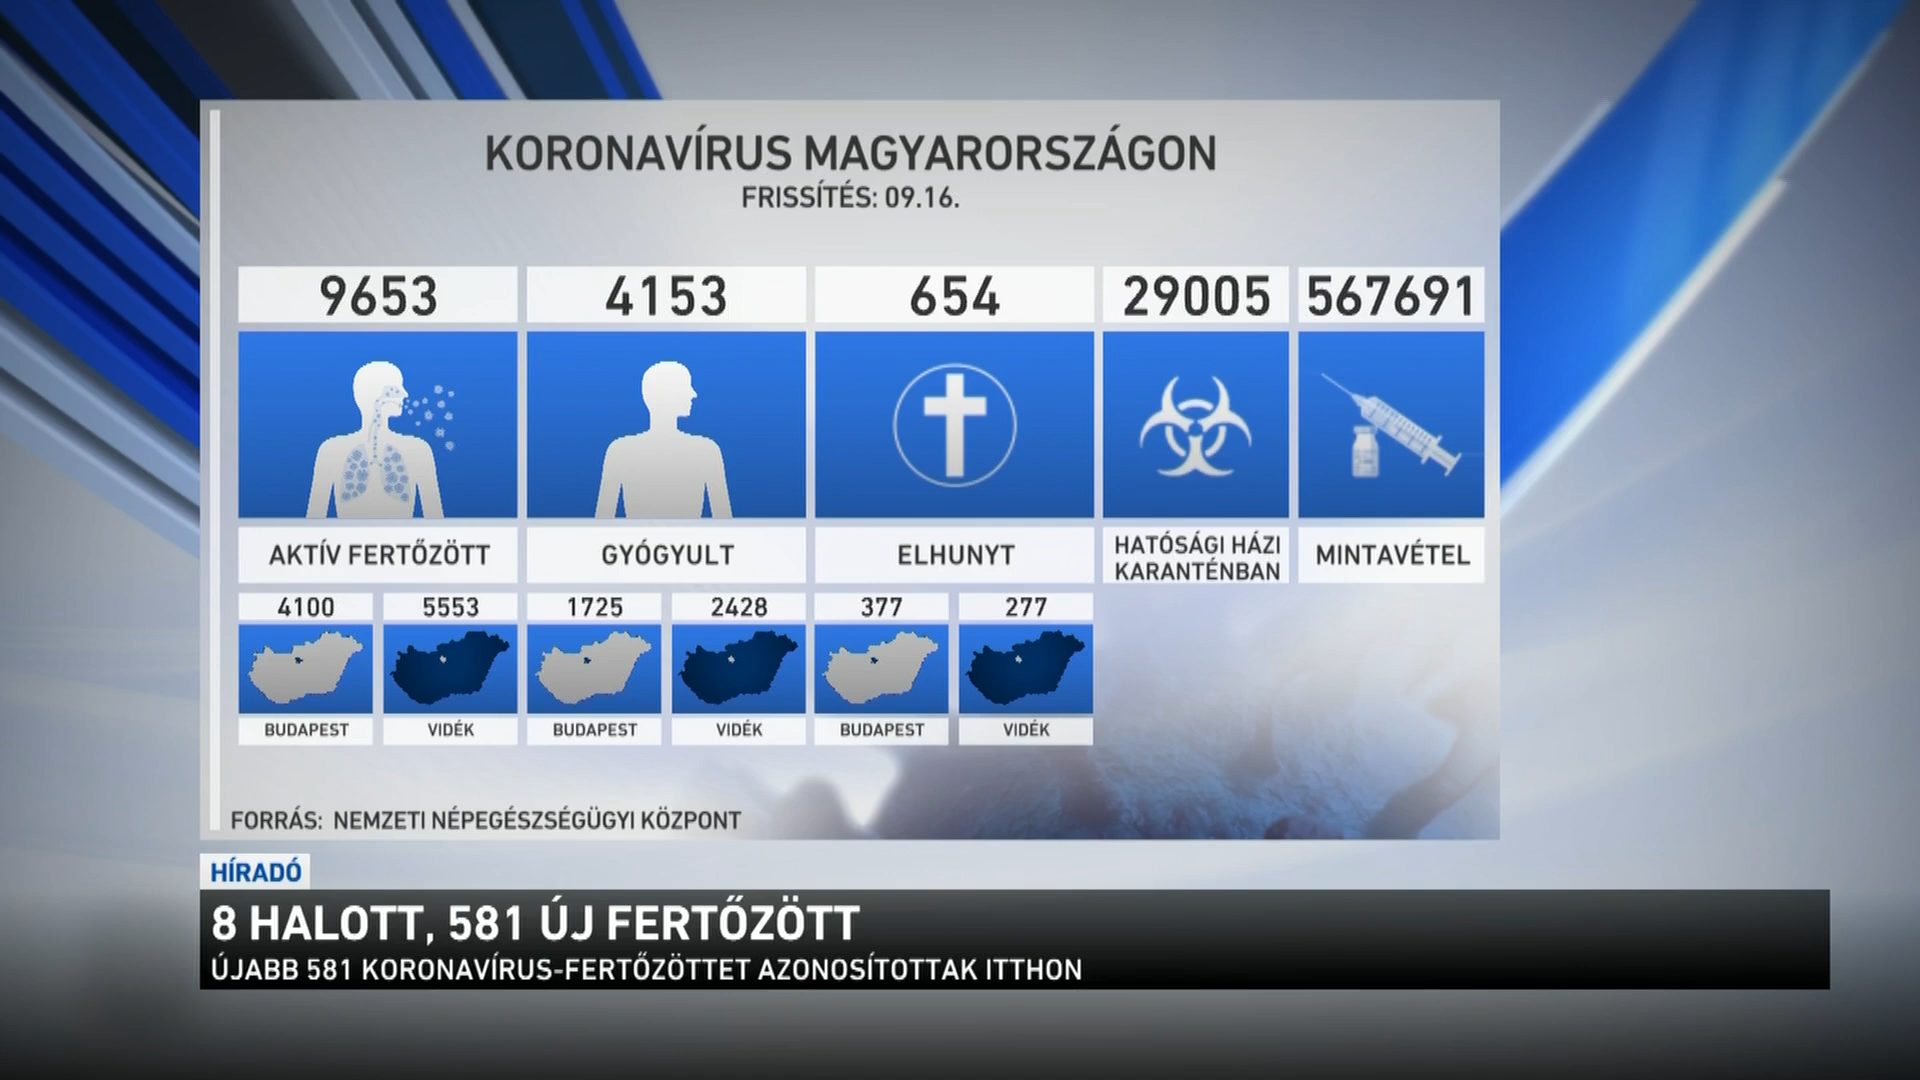 KORONAVÍRUS MAGYARORSZÁGON
FRISSÍTÉS: 09.16.
9653
4153
654
29005
567691
AKTÍV FERTŐZÖTT
GYÓGYULT
ELHUNYT
HATÓSÁGI HÁZI
KARANTÉNBAN
MINTAVÉTEL
4100
5553
1725
2428
377
277
BUDAPEST
VIDÉK
BUDAPEST
VIDÉK
BUDAPEST
VIDÉK
FORRÁS: NEMZETI NÉPEGÉSZSÉGÜGYI KÖZPONT
HÍRADÓ
8 HALOTT, 581 ÚJ FERTŐZÖTT
ÚJABB 581 KORONAVÍRUS-FERTŐZÖTTET AZONOSÍTOTTAK ITTHON